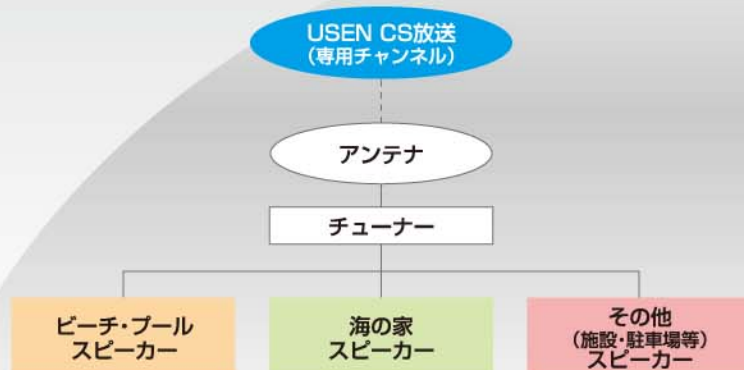 USEN CS放送
（専用チャンネル）
アンテナ
チューナー
ビーチ・プール
スピーカー
海の家
スピーカー
その他
（施設・駐車場等）
スピーカー